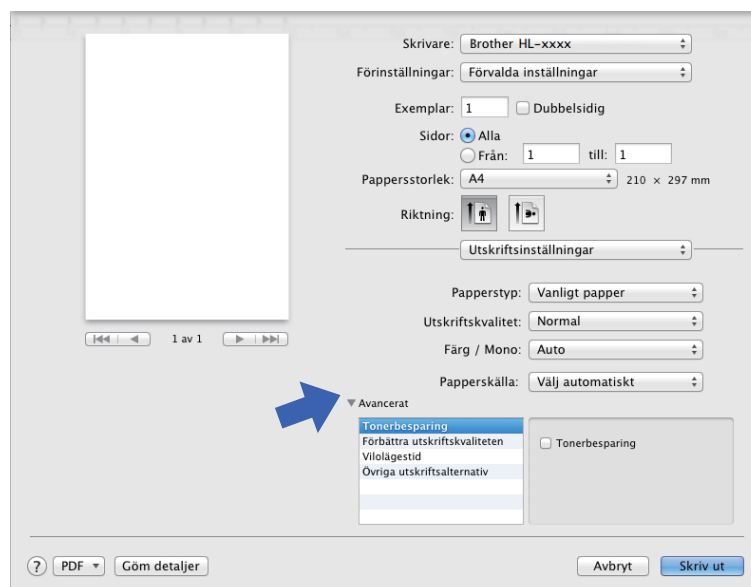 Skrivare: Brother HL-xxxx
Förinställningar: Förvalda inställningar
Exemplar: 1 Dubbelsidig
Sidor: Alla
Från: 1 till: 1
Pappersstorlek: A4 210 × 297 mm
Riktning:
Utskriftsinställningar
Papperstyp: Vanligt papper
Utskriftskvalitet: Normal
1 av 1
Färg / Mono: Auto
Papperskälla: Välj automatiskt
Avancerat
Tonerbesparing
Förbättra utskriftskvaliteten
Vilolägestid
Övriga utskriftsalternativ
Tonerbesparing
? PDF Göm detaljer Avbryt Skriv ut